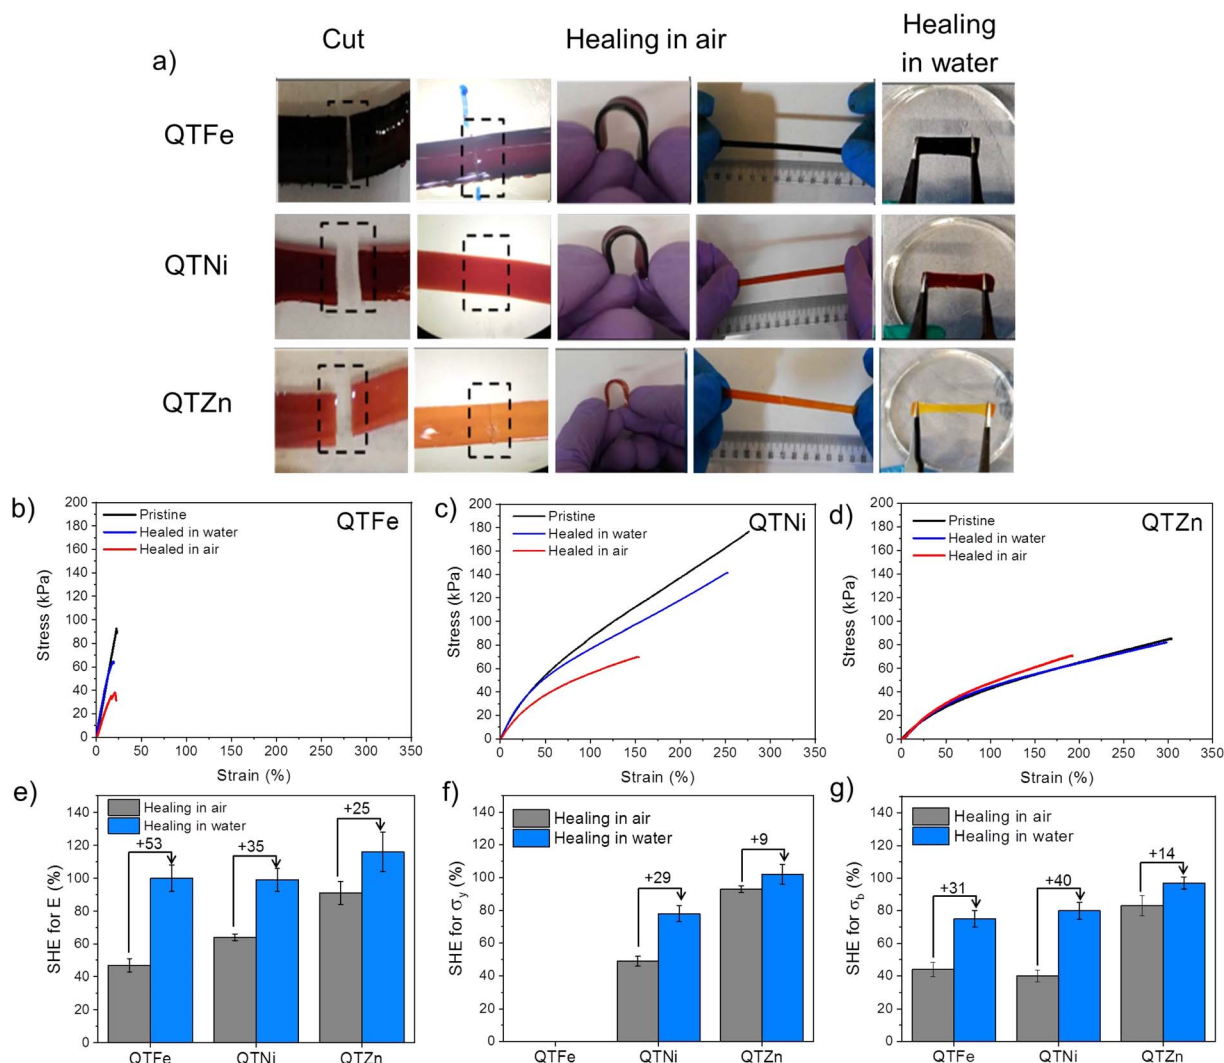 a)
Cut
Healing in air
Healing
in water
QTFe
QTNi
QTZn
b)
200
180
160
140
120
100
80
60
40
20
0
Stress (kPa)
Pristine
Healed in water
Healed in air
QTFe
0 50 100 150 200 250 300 350
Strain (%)
c)
200
180
160
140
120
100
80
60
40
20
0
Stress (kPa)
Pristine
Healed in water
Healed in air
QTNi
0 50 100 150 200 250 300 350
Strain (%)
d)
200
180
160
140
120
100
80
60
40
20
0
Stress (kPa)
Pristine
Healed in water
Healed in air
QTZn
0 50 100 150 200 250 300 350
Strain (%)
e)
140
120
100
80
60
40
20
0
SHE for E (%)
Healing in air
Healing in water
+53
+35
+25
QTFe QTNi QTZn
f)
140
120
100
80
60
40
20
0
SHE for σy (%)
Healing in air
Healing in water
+29
+9
QTFe QTNi QTZn
g)
140
120
100
80
60
40
20
0
SHE for σb (%)
Healing in air
Healing in water
+31
+40
+14
QTFe QTNi QTZn